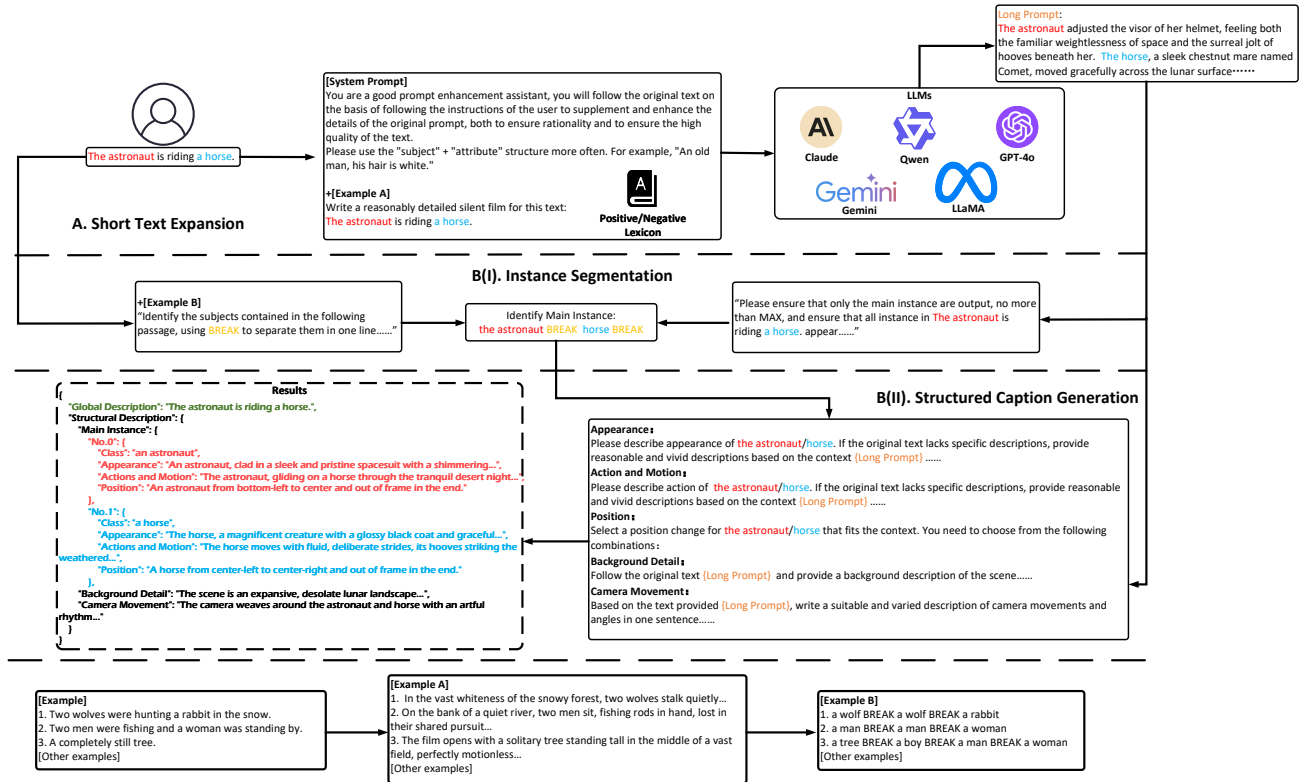 Long Prompt:
The astronaut adjusted the visor of her helmet, feeling both
the familiar weightlessness of space and the surreal jolt of
hooves beneath her. The horse, a sleek chestnut mare named
Comet, moved gracefully across the lunar surface⋯⋯
The astronaut is riding a horse.
A. Short Text Expansion
[System Prompt]
You are a good prompt enhancement assistant, you will follow the original text on
the basis of following the instructions of the user to supplement and enhance the
details of the original prompt, both to ensure rationality and to ensure the high
quality of the text.
Please use the "subject" + "attribute" structure more often. For example, "An old
man, his hair is white."
+[Example A]
Write a reasonably detailed silent film for this text:
The astronaut is riding a horse.
A
Positive/Negative
Lexicon
LLMs
A\
Claude
Qwen
GPT-4o
Gemini
Gemini
LLaMA
B(I). Instance Segmentation
+[Example B]
“Identify the subjects contained in the following
passage, using BREAK to separate them in one line……”
Identify Main Instance:
the astronaut BREAK horse BREAK
“Please ensure that only the main instance are output, no more
than MAX, and ensure that all instance in The astronaut is
riding a horse. appear……”
B(II). Structured Caption Generation
Results
{
"Global Description": "The astronaut is riding a horse.",
"Structural Description": {
"Main Instance": {
"No.0": {
"Class": "an astronaut",
"Appearance": "An astronaut, clad in a sleek and pristine spacesuit with a shimmering...",
"Actions and Motion": "The astronaut, gliding on a horse through the tranquil desert night...",
"Position": "An astronaut from bottom-left to center and out of frame in the end."
},
"No.1": {
"Class": "a horse",
"Appearance": "The horse, a magnificent creature with a glossy black coat and graceful...",
"Actions and Motion": "The horse moves with fluid, deliberate strides, its hooves striking the
weathered...",
"Position": "A horse from center-left to center-right and out of frame in the end."
},
"Background Detail": "The scene is an expansive, desolate lunar landscape...",
"Camera Movement": "The camera weaves around the astronaut and horse with an artful
rhythm..."
}
}
Appearance：
Please describe appearance of the astronaut/horse. If the original text lacks specific descriptions, provide
reasonable and vivid descriptions based on the context {Long Prompt} ……
Action and Motion：
Please describe action of the astronaut/horse. If the original text lacks specific descriptions, provide reasonable
and vivid descriptions based on the context {Long Prompt} ……
Position：
Select a position change for the astronaut/horse that fits the context. You need to choose from the following
combinations：
Background Detail：
Follow the original text {Long Prompt} and provide a background description of the scene……
Camera Movement：
Based on the text provided {Long Prompt}, write a suitable and varied description of camera movements and
angles in one sentence……
[Example]
1. Two wolves were hunting a rabbit in the snow.
2. Two men were fishing and a woman was standing by.
3. A completely still tree.
[Other examples]
[Example A]
1. In the vast whiteness of the snowy forest, two wolves stalk quietly…
2. On the bank of a quiet river, two men sit, fishing rods in hand, lost in
their shared pursuit…
3. The film opens with a solitary tree standing tall in the middle of a vast
field, perfectly motionless…
[Other examples]
[Example B]
1. a wolf BREAK a wolf BREAK a rabbit
2. a man BREAK a man BREAK a woman
3. a tree BREAK a boy BREAK a man BREAK a woman
[Other examples]